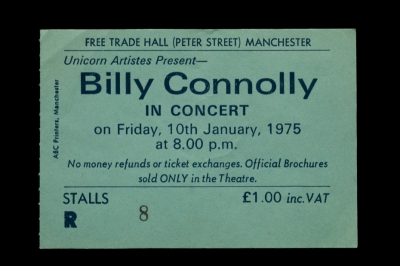 FREE TRADE HALL (PETER STREET) MANCHESTER
Unicorn Artistes Present—
Billy Connolly
IN CONCERT
on Friday, 10th January, 1975
at 8.00 p.m.
No money refunds or ticket exchanges. Official Brochures
sold ONLY in the Theatre.
STALLS £1.00 inc. VAT
R 8
ABC Printers, Manchester